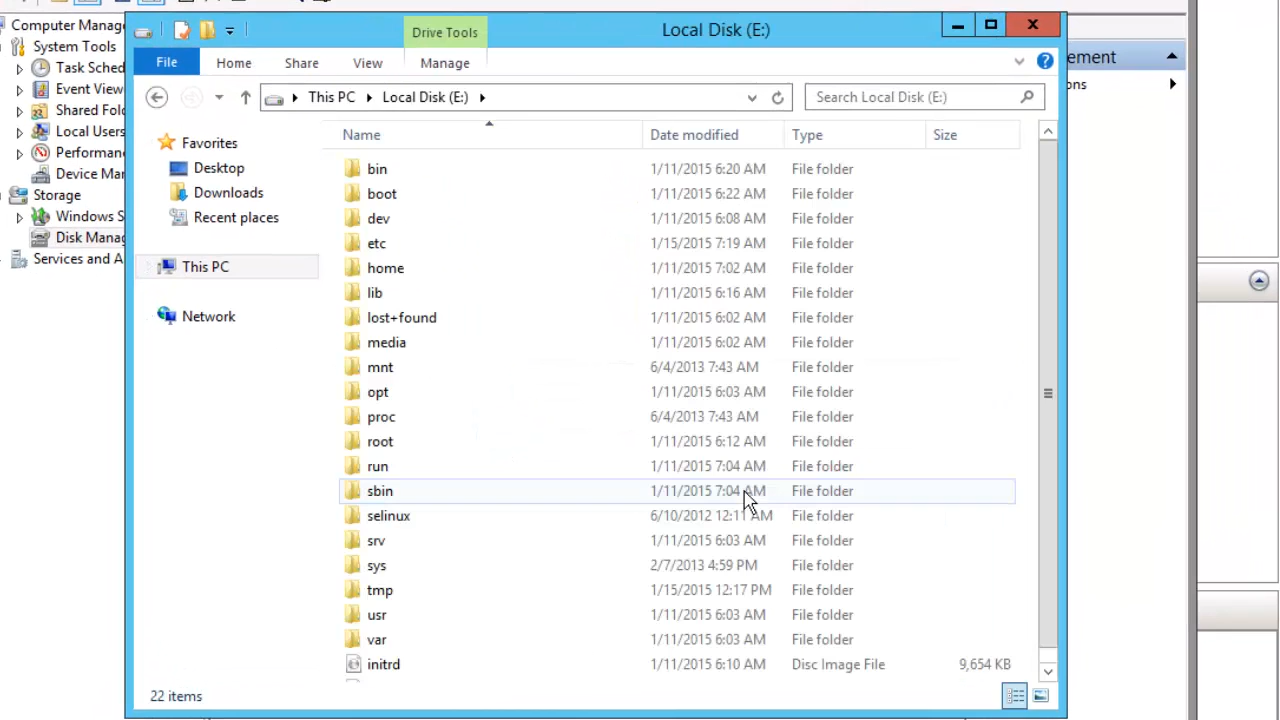 Computer Manag
System Tools
Task Sched
Event View
Shared Fol
Local Users
Performan
Device Mar
Storage
Windows S
Disk Manag
Services and A
Drive Tools
Local Disk (E:)
File
Home
Share
View
Manage
This PC
Local Disk (E:)
Search Local Disk (E:)
Favorites
Desktop
Downloads
Recent places
This PC
Network
Name Date modified Type Size
bin 1/11/2015 6:20 AM File folder
boot 1/11/2015 6:22 AM File folder
dev 1/11/2015 6:08 AM File folder
etc 1/15/2015 7:19 AM File folder
home 1/11/2015 7:02 AM File folder
lib 1/11/2015 6:16 AM File folder
lost+found 1/11/2015 6:02 AM File folder
media 1/11/2015 6:02 AM File folder
mnt 6/4/2013 7:43 AM File folder
opt 1/11/2015 6:03 AM File folder
proc 6/4/2013 7:43 AM File folder
root 1/11/2015 6:12 AM File folder
run 1/11/2015 7:04 AM File folder
sbin 1/11/2015 7:04 AM File folder
selinux 6/10/2012 12:11 AM File folder
srv 1/11/2015 6:03 AM File folder
sys 2/7/2013 4:59 PM File folder
tmp 1/15/2015 12:17 PM File folder
usr 1/11/2015 6:03 AM File folder
var 1/11/2015 6:03 AM File folder
initrd 1/11/2015 6:10 AM Disc Image File 9,654 KB
22 items
ement
ns